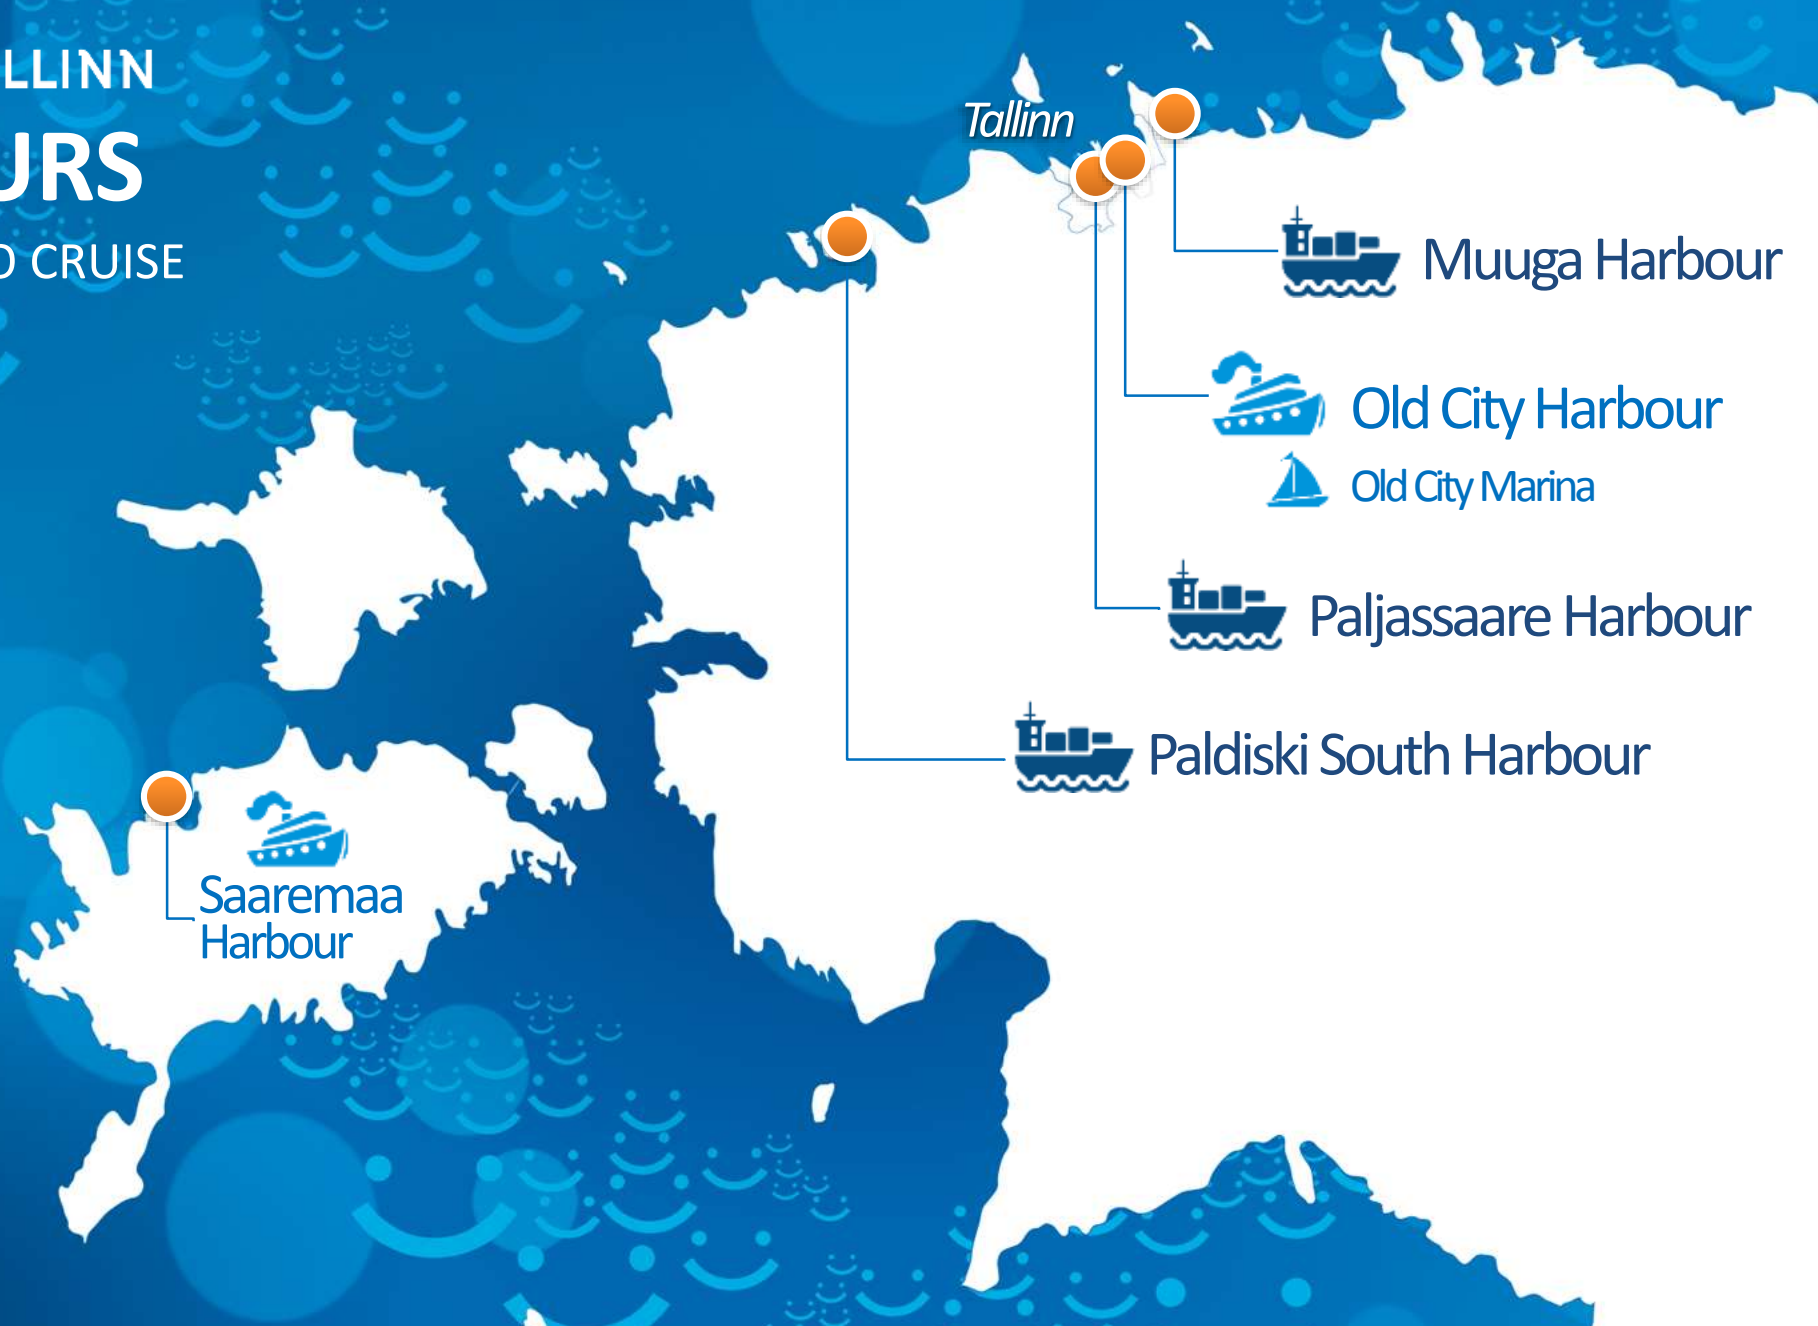 LLINN
URS
D CRUISE
Tallinn
Muuga Harbour
Old City Harbour
Old City Marina
Paljassaare Harbour
Paldiski South Harbour
Saaremaa
Harbour